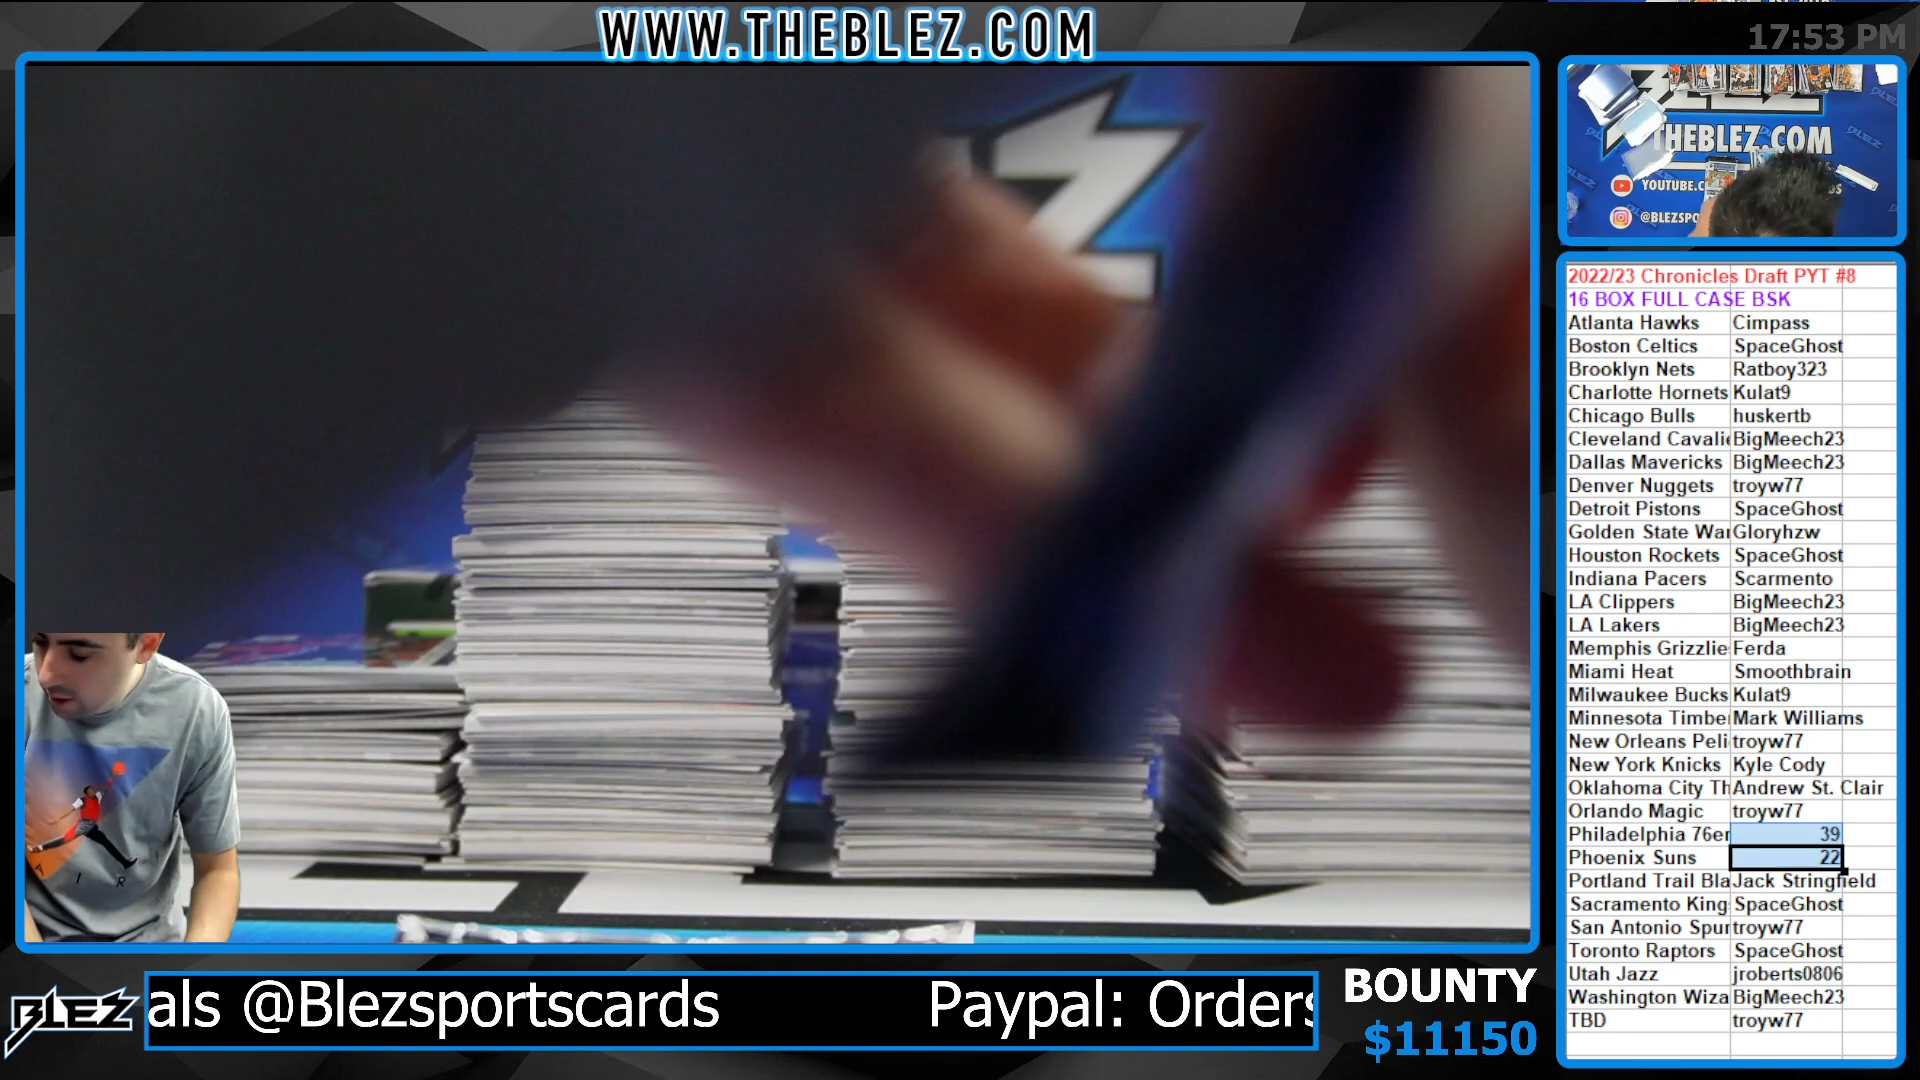 WWW.THEBLEZ.COM
17:53 PM
THEBLEZ.COM
YOUTUBE.C
@BLEZSPO
2022/23 Chronicles Draft PYT #8
16 BOX FULL CASE BSK
Atlanta Hawks Cimpass
Boston Celtics SpaceGhost
Brooklyn Nets Ratboy323
Charlotte Hornets Kulat9
Chicago Bulls huskertb
Cleveland Cavalie BigMeech23
Dallas Mavericks BigMeech23
Denver Nuggets troyw77
Detroit Pistons SpaceGhost
Golden State War Gloryhzw
Houston Rockets SpaceGhost
Indiana Pacers Scarmento
LA Clippers BigMeech23
LA Lakers BigMeech23
Memphis Grizzlie Ferda
Miami Heat Smoothbrain
Milwaukee Bucks Kulat9
Minnesota Timbe Mark Williams
New Orleans Peli troyw77
New York Knicks Kyle Cody
Oklahoma City Th Andrew St. Clair
Orlando Magic troyw77
Philadelphia 76er 39
Phoenix Suns 22
Portland Trail Bla Jack Stringfield
Sacramento King SpaceGhost
San Antonio Spur troyw77
Toronto Raptors SpaceGhost
Utah Jazz jroberts0806
Washington Wiza BigMeech23
TBD troyw77
AIR
BLEZ
als @Blezsportscards Paypal: Orders
BOUNTY
$11150